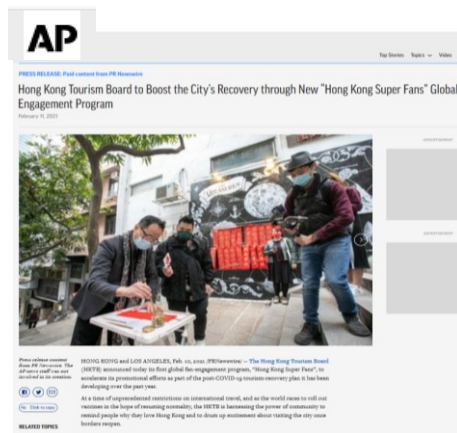 AP
Top Stories Topics Video
PRESS RELEASE: Paid content from PR Newswire
Hong Kong Tourism Board to Boost the City's Recovery through New "Hong Kong Super Fans" Global
Engagement Program
February 11, 2021
ADVERTISEMENT
ADVERTISEMENT
Press release content
from PR Newswire. The
AP news staff was not
involved in its creation.
Click to copy
RELATED TOPICS
HONG KONG and LOS ANGELES, Feb. 10, 2021 /PRNewswire/ -- The Hong Kong Tourism Board
(HKTB) announced today its first global fan engagement program, "Hong Kong Super Fans", to
accelerate its promotional efforts as part of the post-COVID-19 tourism recovery plan it has been
developing over the past year.
At a time of unprecedented restrictions on international travel, and as the world races to roll out
vaccines in the hope of resuming normality, the HKTB is harnessing the power of community to
remind people why they love Hong Kong and to drum up excitement about visiting the city once
borders reopen.